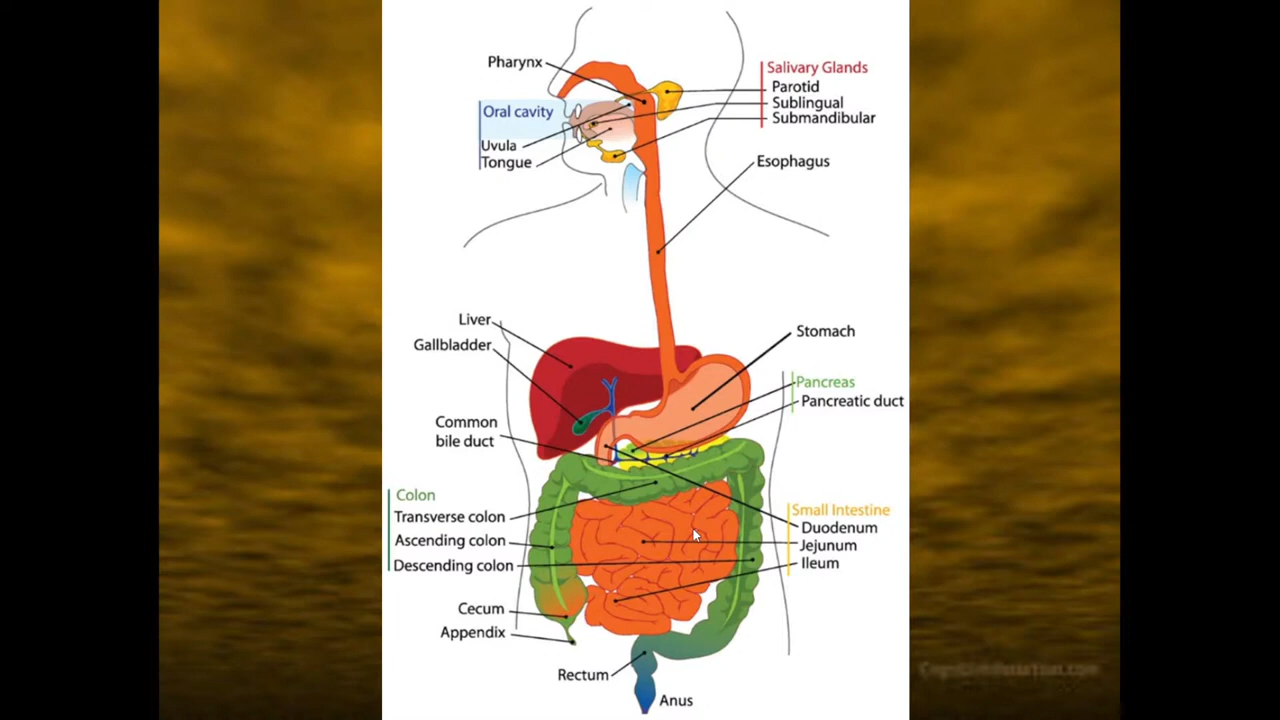 Pharynx
Salivary Glands
Parotid
Sublingual
Submandibular
Oral cavity
Uvula
Tongue
Esophagus
Liver
Gallbladder
Stomach
Pancreas
Pancreatic duct
Common
bile duct
Colon
Transverse colon
Ascending colon
Descending colon
Small Intestine
Duodenum
Jejunum
Ileum
Cecum
Appendix
Rectum
Anus